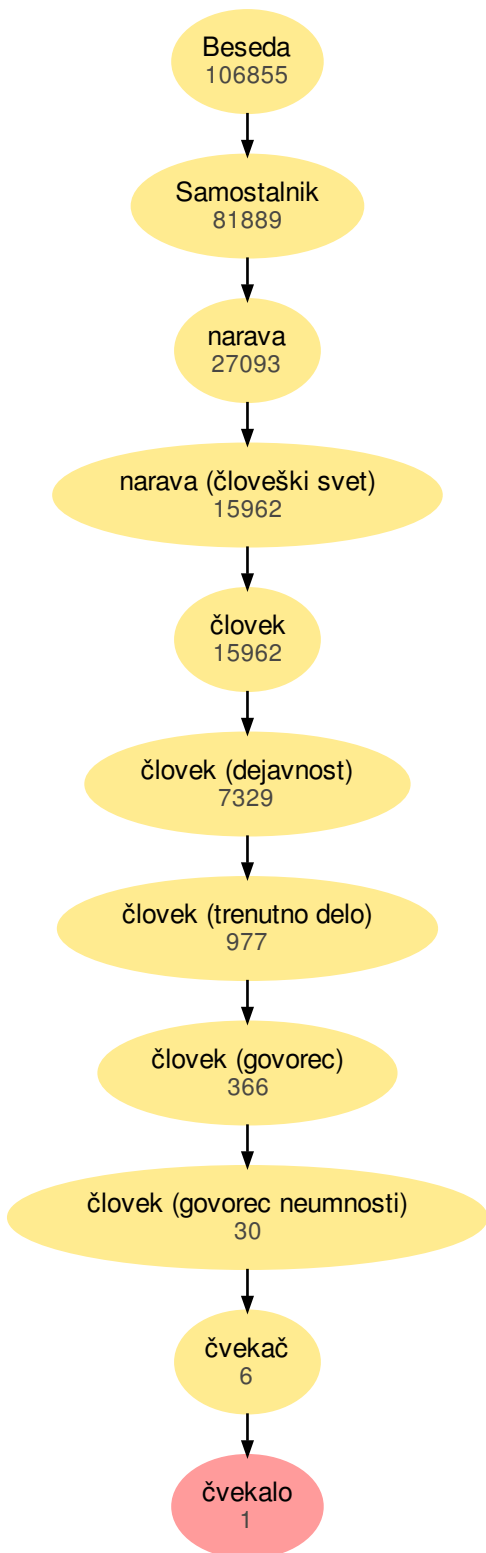 Beseda
106855
Samostalnik
81889
narava
27093
narava (človeški svet)
15962
človek
15962
človek (dejavnost)
7329
človek (trenutno delo)
977
človek (govorec)
366
človek (govorec neumnosti)
30
čvekač
6
čvekalo
1